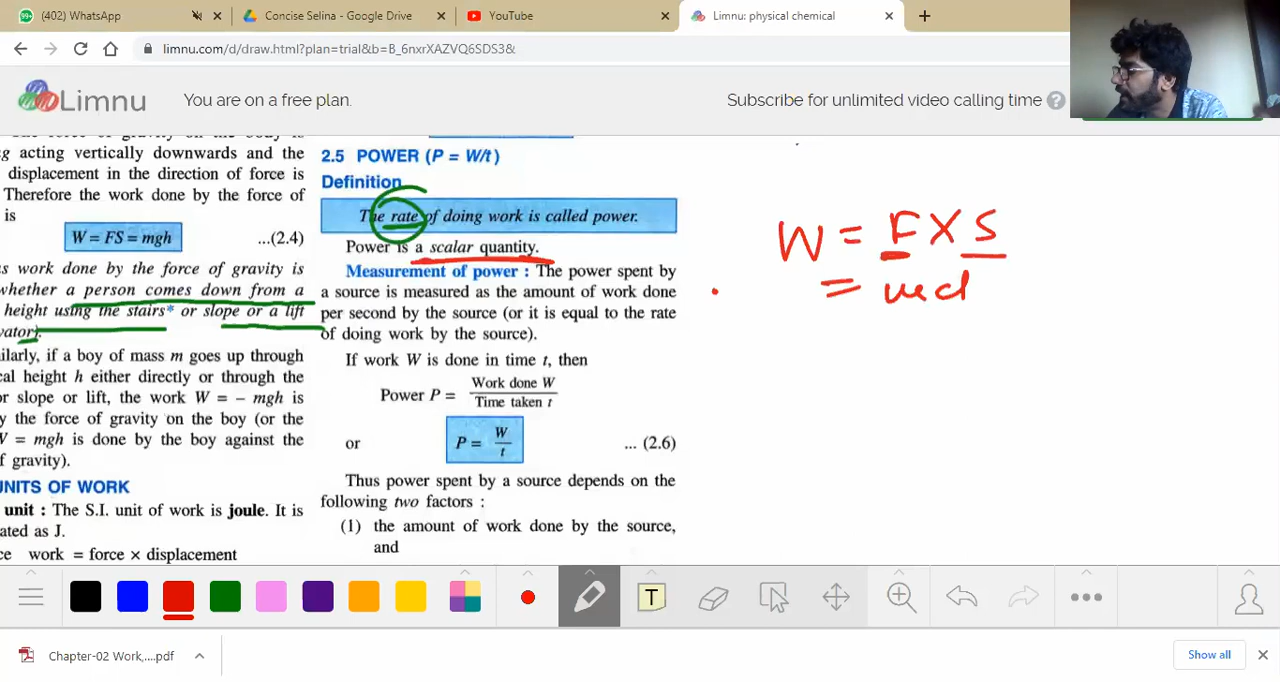 (402) WhatsApp
Concise Selina - Google Drive
YouTube
Limnu: physical chemical
limnu.com/d/draw.html?plan=trial&b=B_6nxrXAZVQ6SDS3&
Limnu
You are on a free plan.
Subscribe for unlimited video calling time ?
The force of gravity on the body is
g acting vertically downwards and the
displacement in the direction of force is
Therefore the work done by the force of
is
W = FS = mgh ...(2.4)
s work done by the force of gravity is
whether a person comes down from a
height using the stairs* or slope or a lift
vator).
ilarly, if a boy of mass m goes up through
cal height h either directly or through the
or slope or lift, the work W = – mgh is
y the force of gravity on the boy (or the
V = mgh is done by the boy against the
f gravity).
UNITS OF WORK
unit : The S.I. unit of work is joule. It is
ated as J.
ce work = force × displacement
2.5 POWER (P = W/t)
Definition
The rate of doing work is called power.
Power is a scalar quantity.
Measurement of power : The power spent by
a source is measured as the amount of work done
per second by the source (or it is equal to the rate
of doing work by the source).
If work W is done in time t, then
Power P = Work done W
Time taken t
or P = W
t ... (2.6)
Thus power spent by a source depends on the
following two factors :
(1) the amount of work done by the source,
and
W = F X S
=
T
Chapter-02 Work,....pdf
Show all